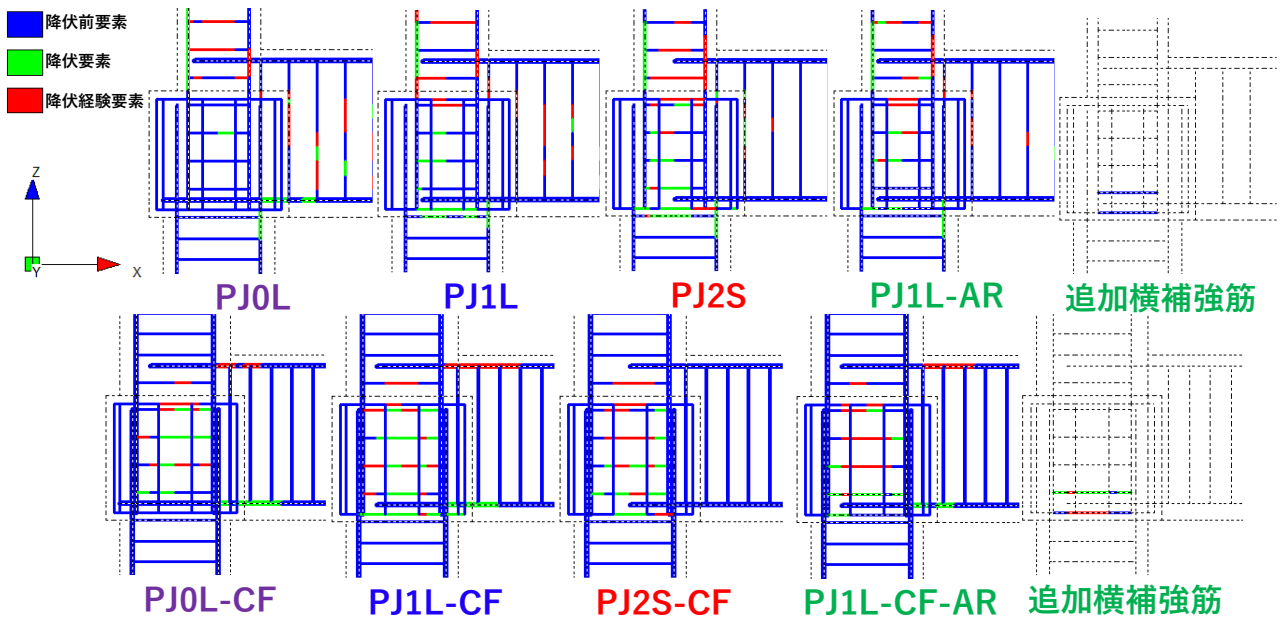 降伏前要素
降伏要素
降伏経験要素
Z
Y
X
PJ0L
PJ1L
PJ2S
PJ1L-AR
追加横補強筋
PJ0L-CF
PJ1L-CF
PJ2S-CF
PJ1L-CF-AR
追加横補強筋